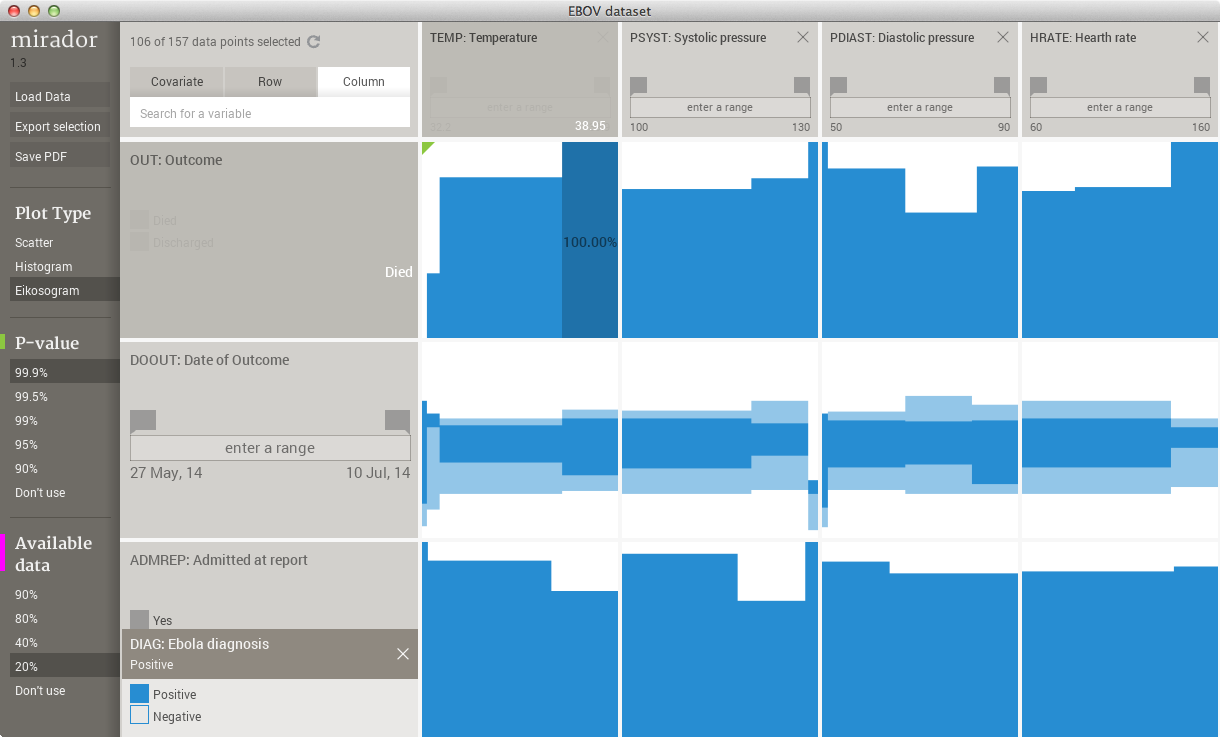 EBOV dataset
mirador
1.3
Load Data
Export selection
Save PDF
Plot Type
Scatter
Histogram
Eikosogram
P-value
99.9%
99.5%
99%
95%
90%
Don't use
Available
data
90%
80%
40%
20%
Don't use
106 of 157 data points selected
Covariate Row Column
Search for a variable
TEMP: Temperature
enter a range
32.2 38.95
PSYST: Systolic pressure
enter a range
100 130
PDIAST: Diastolic pressure
enter a range
50 90
HRATE: Hearth rate
enter a range
60 160
OUT: Outcome
Died
Discharged
Died
100.00%
DOOUT: Date of Outcome
enter a range
27 May, 14 10 Jul, 14
ADMREP: Admitted at report
Yes
DIAG: Ebola diagnosis
Positive
Positive
Negative